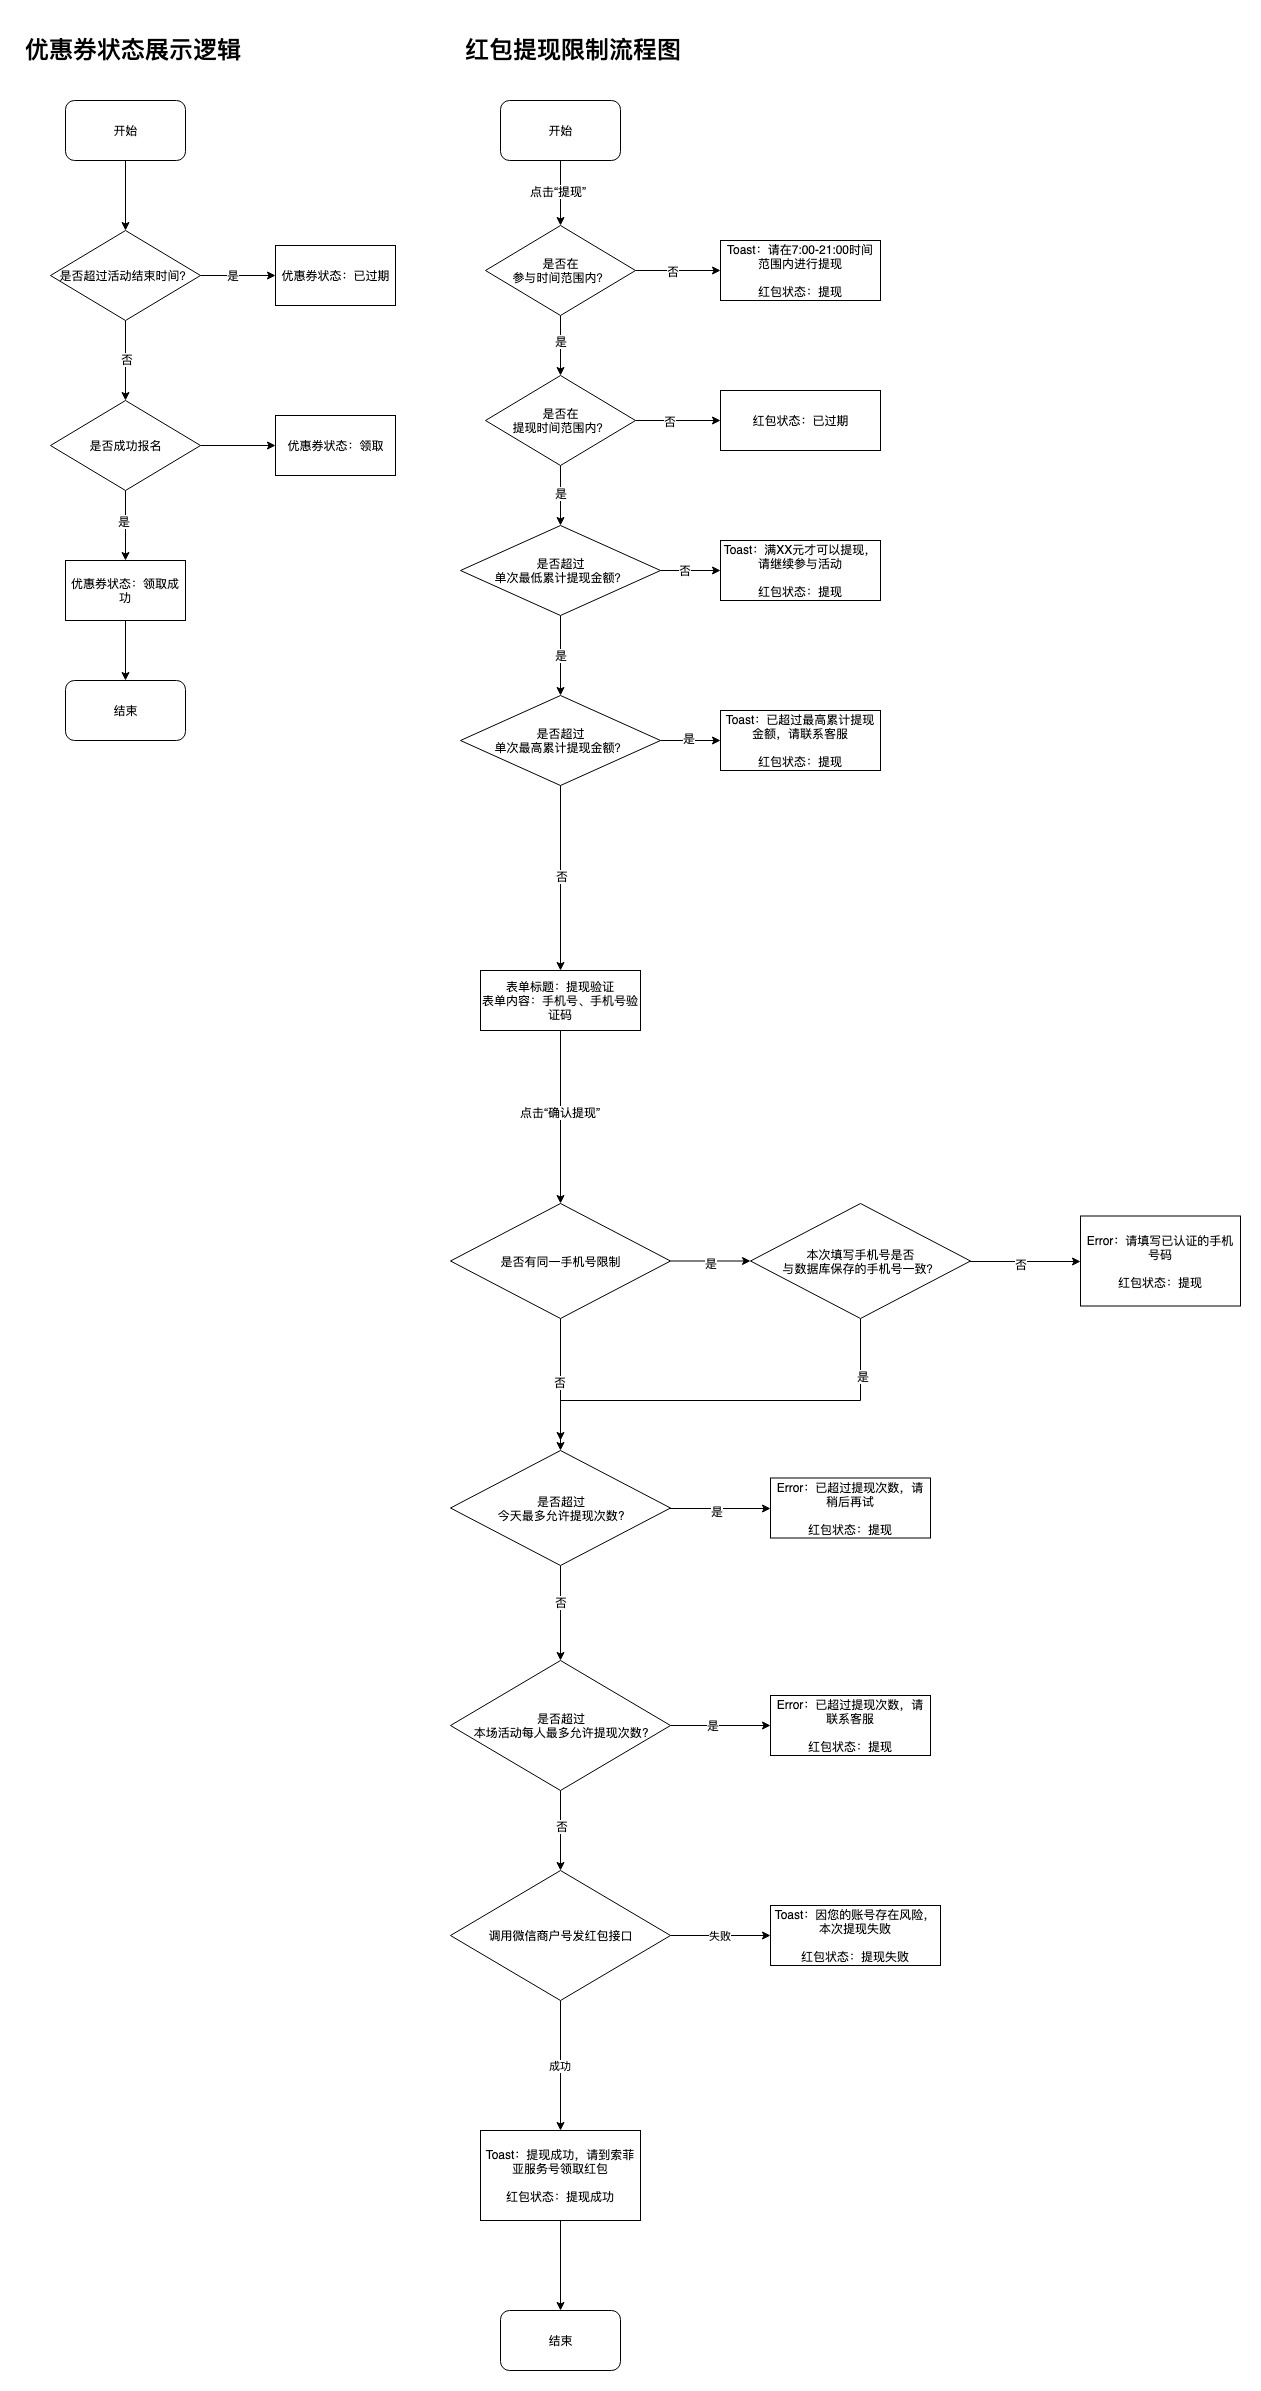 优惠券状态展示逻辑
开始
是否超过活动结束时间？
是
优惠券状态：已过期
否
是否成功报名
优惠券状态：领取
是
优惠券状态：领取成
功
结束
红包提现限制流程图
开始
点击“提现”
是否在
参与时间范围内？
否
Toast：请在7:00-21:00时间
范围内进行提现
红包状态：提现
是
是否在
提现时间范围内？
否
红包状态：已过期
是
是否超过
单次最低累计提现金额？
否
Toast：满XX元才可以提现，
请继续参与活动
红包状态：提现
是
是否超过
单次最高累计提现金额？
是
Toast：已超过最高累计提现
金额，请联系客服
红包状态：提现
否
表单标题：提现验证
表单内容：手机号、手机号验
证码
点击“确认提现”
是否有同一手机号限制
是
本次填写手机号是否
与数据库保存的手机号一致？
否
Error：请填写已认证的手机
号码
红包状态：提现
否
是
是否超过
今天最多允许提现次数？
是
Error：已超过提现次数，请
稍后再试
红包状态：提现
否
是否超过
本场活动每人最多允许提现次数？
是
Error：已超过提现次数，请
联系客服
红包状态：提现
否
调用微信商户号发红包接口
失败
Toast：因您的账号存在风险，
本次提现失败
红包状态：提现失败
成功
Toast：提现成功，请到索菲
亚服务号领取红包
红包状态：提现成功
结束